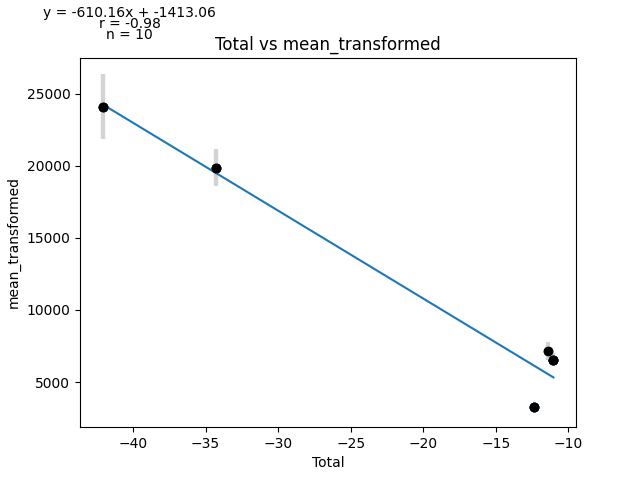 y = -610.16x + -1413.06
r = -0.98
n = 10
Total vs mean_transformed
mean_transformed
25000
20000
15000
10000
5000
−40
−35
−30
−25
−20
−15
−10
Total